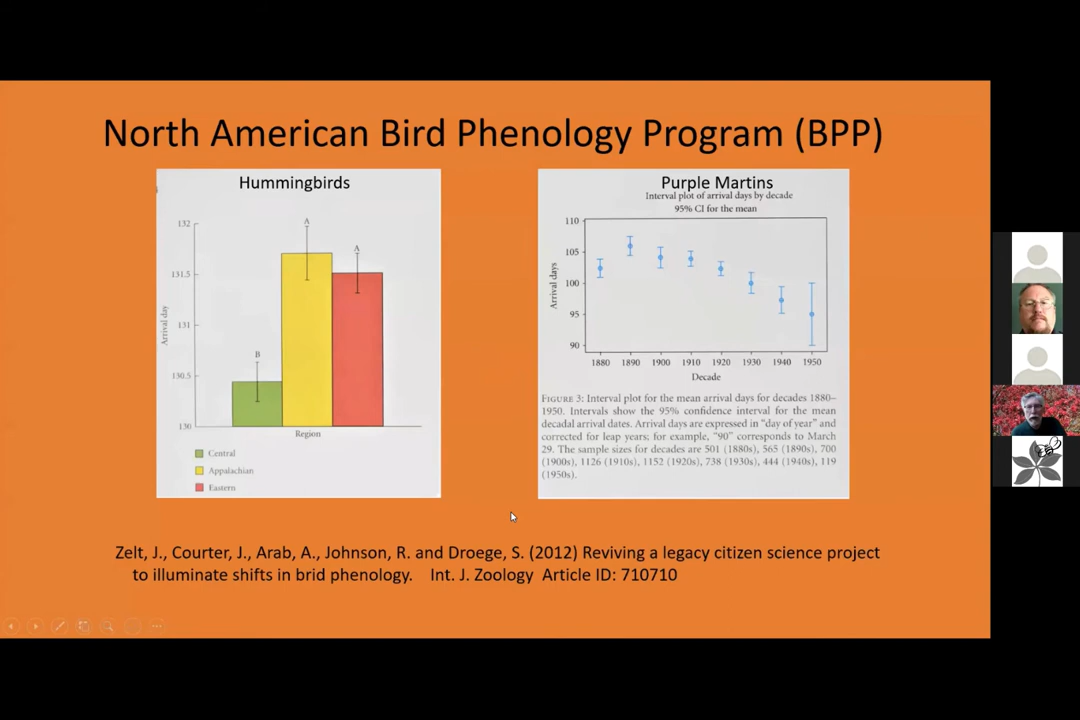 North American Bird Phenology Program (BPP)
Hummingbirds
132
131.5
131
130.5
130
Arrival day
A
A
B
Region
Central
Appalachian
Eastern
Purple Martins
Interval plot of arrival days by decade
95% CI for the mean
110
105
100
95
90
Arrival days
1880 1890 1900 1910 1920 1930 1940 1950
Decade
FIGURE 3: Interval plot for the mean arrival days for decades 1880–
1950. Intervals show the 95% confidence interval for the mean
decadal arrival dates. Arrival days are expressed in “day of year” and
corrected for leap years; for example, “90” corresponds to March
29. The sample sizes for decades are 501 (1880s), 565 (1890s), 700
(1900s), 1126 (1910s), 1152 (1920s), 738 (1930s), 444 (1940s), 119
(1950s).
Zelt, J., Courter, J., Arab, A., Johnson, R. and Droege, S. (2012) Reviving a legacy citizen science project
to illuminate shifts in brid phenology. Int. J. Zoology Article ID: 710710